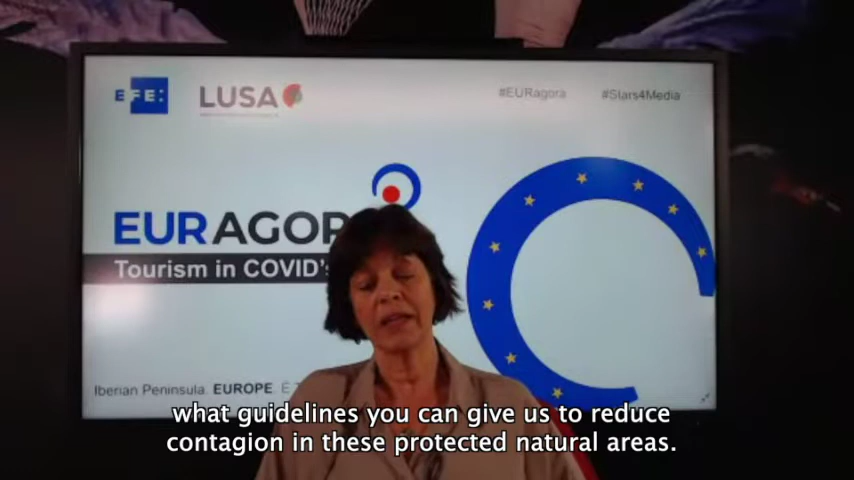 EFE:
LUSA
#EURagora
#Stars4Media
EURAGOR
Tourism in COVID's
Iberian Peninsula. EUROPE. È
what guidelines you can give us to reduce
contagion in these protected natural areas.